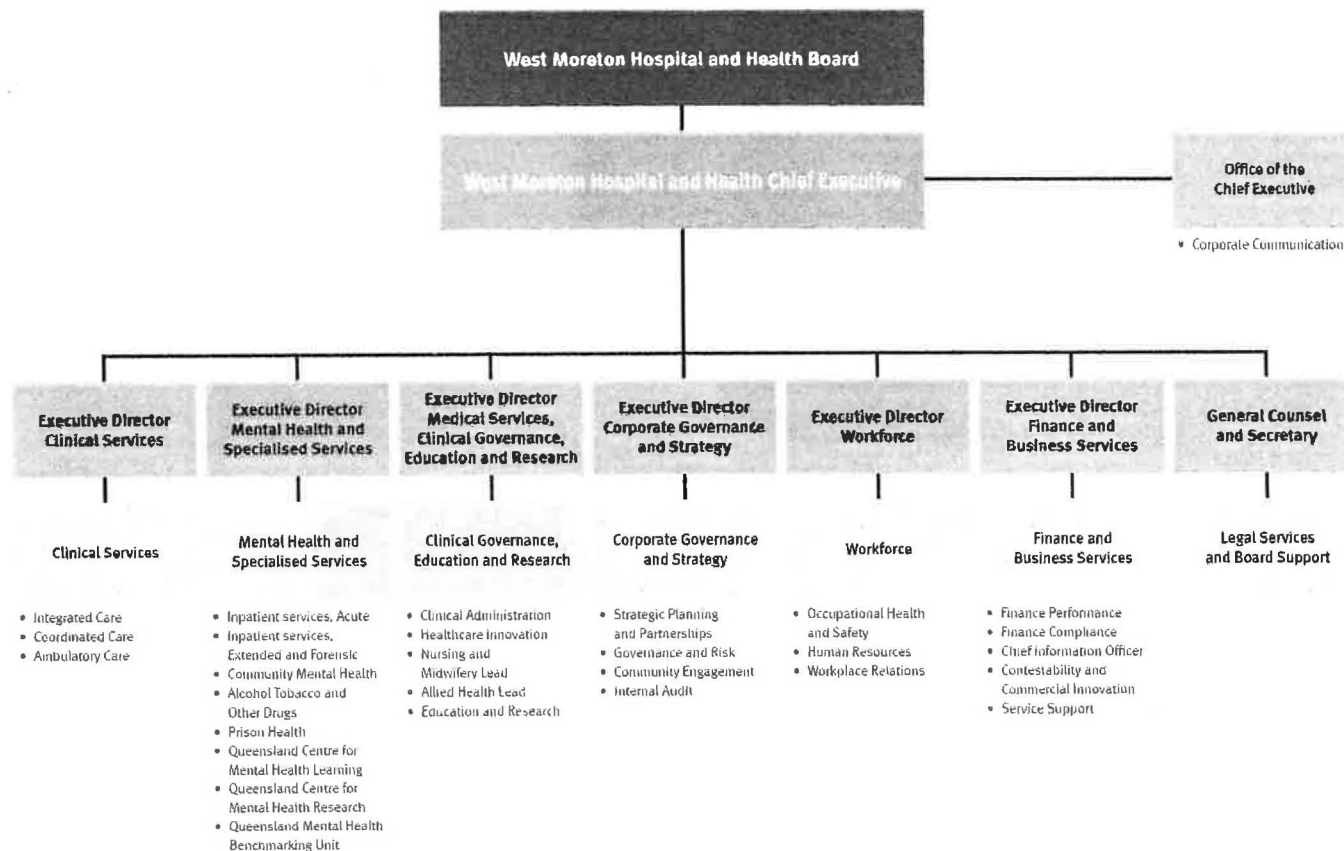 West Moreton Hospital and Health Board
West Moreton Hospital and Health Chief Executive
Office of the
Chief Executive
• Corporate Communication
Executive Director
Clinical Services
Executive Director
Mental Health and
Specialised Services
Executive Director
Medical Services,
Clinical Governance,
Education and Research
Executive Director
Corporate Governance
and Strategy
Executive Director
Workforce
Executive Director
Finance and
Business Services
General Counsel
and Secretary
Clinical Services
Mental Health and
Specialised Services
Clinical Governance,
Education and Research
Corporate Governance
and Strategy
Workforce
Finance and
Business Services
Legal Services
and Board Support
• Integrated Care
• Coordinated Care
• Ambulatory Care
• Inpatient services, Acute
• Inpatient services,
Extended and Forensic
• Community Mental Health
• Alcohol Tobacco and
Other Drugs
• Prison Health
• Queensland Centre for
Mental Health Learning
• Queensland Centre for
Mental Health Research
• Queensland Mental Health
Benchmarking Unit
• Clinical Administration
• Healthcare Innovation
• Nursing and
Midwifery Lead
• Allied Health Lead
• Education and Research
• Strategic Planning
and Partnerships
• Governance and Risk
• Community Engagement
• Internal Audit
• Occupational Health
and Safety
• Human Resources
• Workplace Relations
• Finance Performance
• Finance Compliance
• Chief Information Officer
• Contestability and
Commercial Innovation
• Service Support